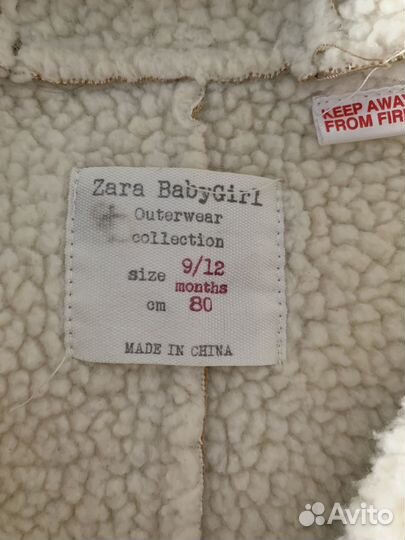 KEEP AWAY
FROM FIRE
Zara BabyGirl
Outerwear
collection
size 9/12
months
cm 80
MADE IN CHINA
Avito